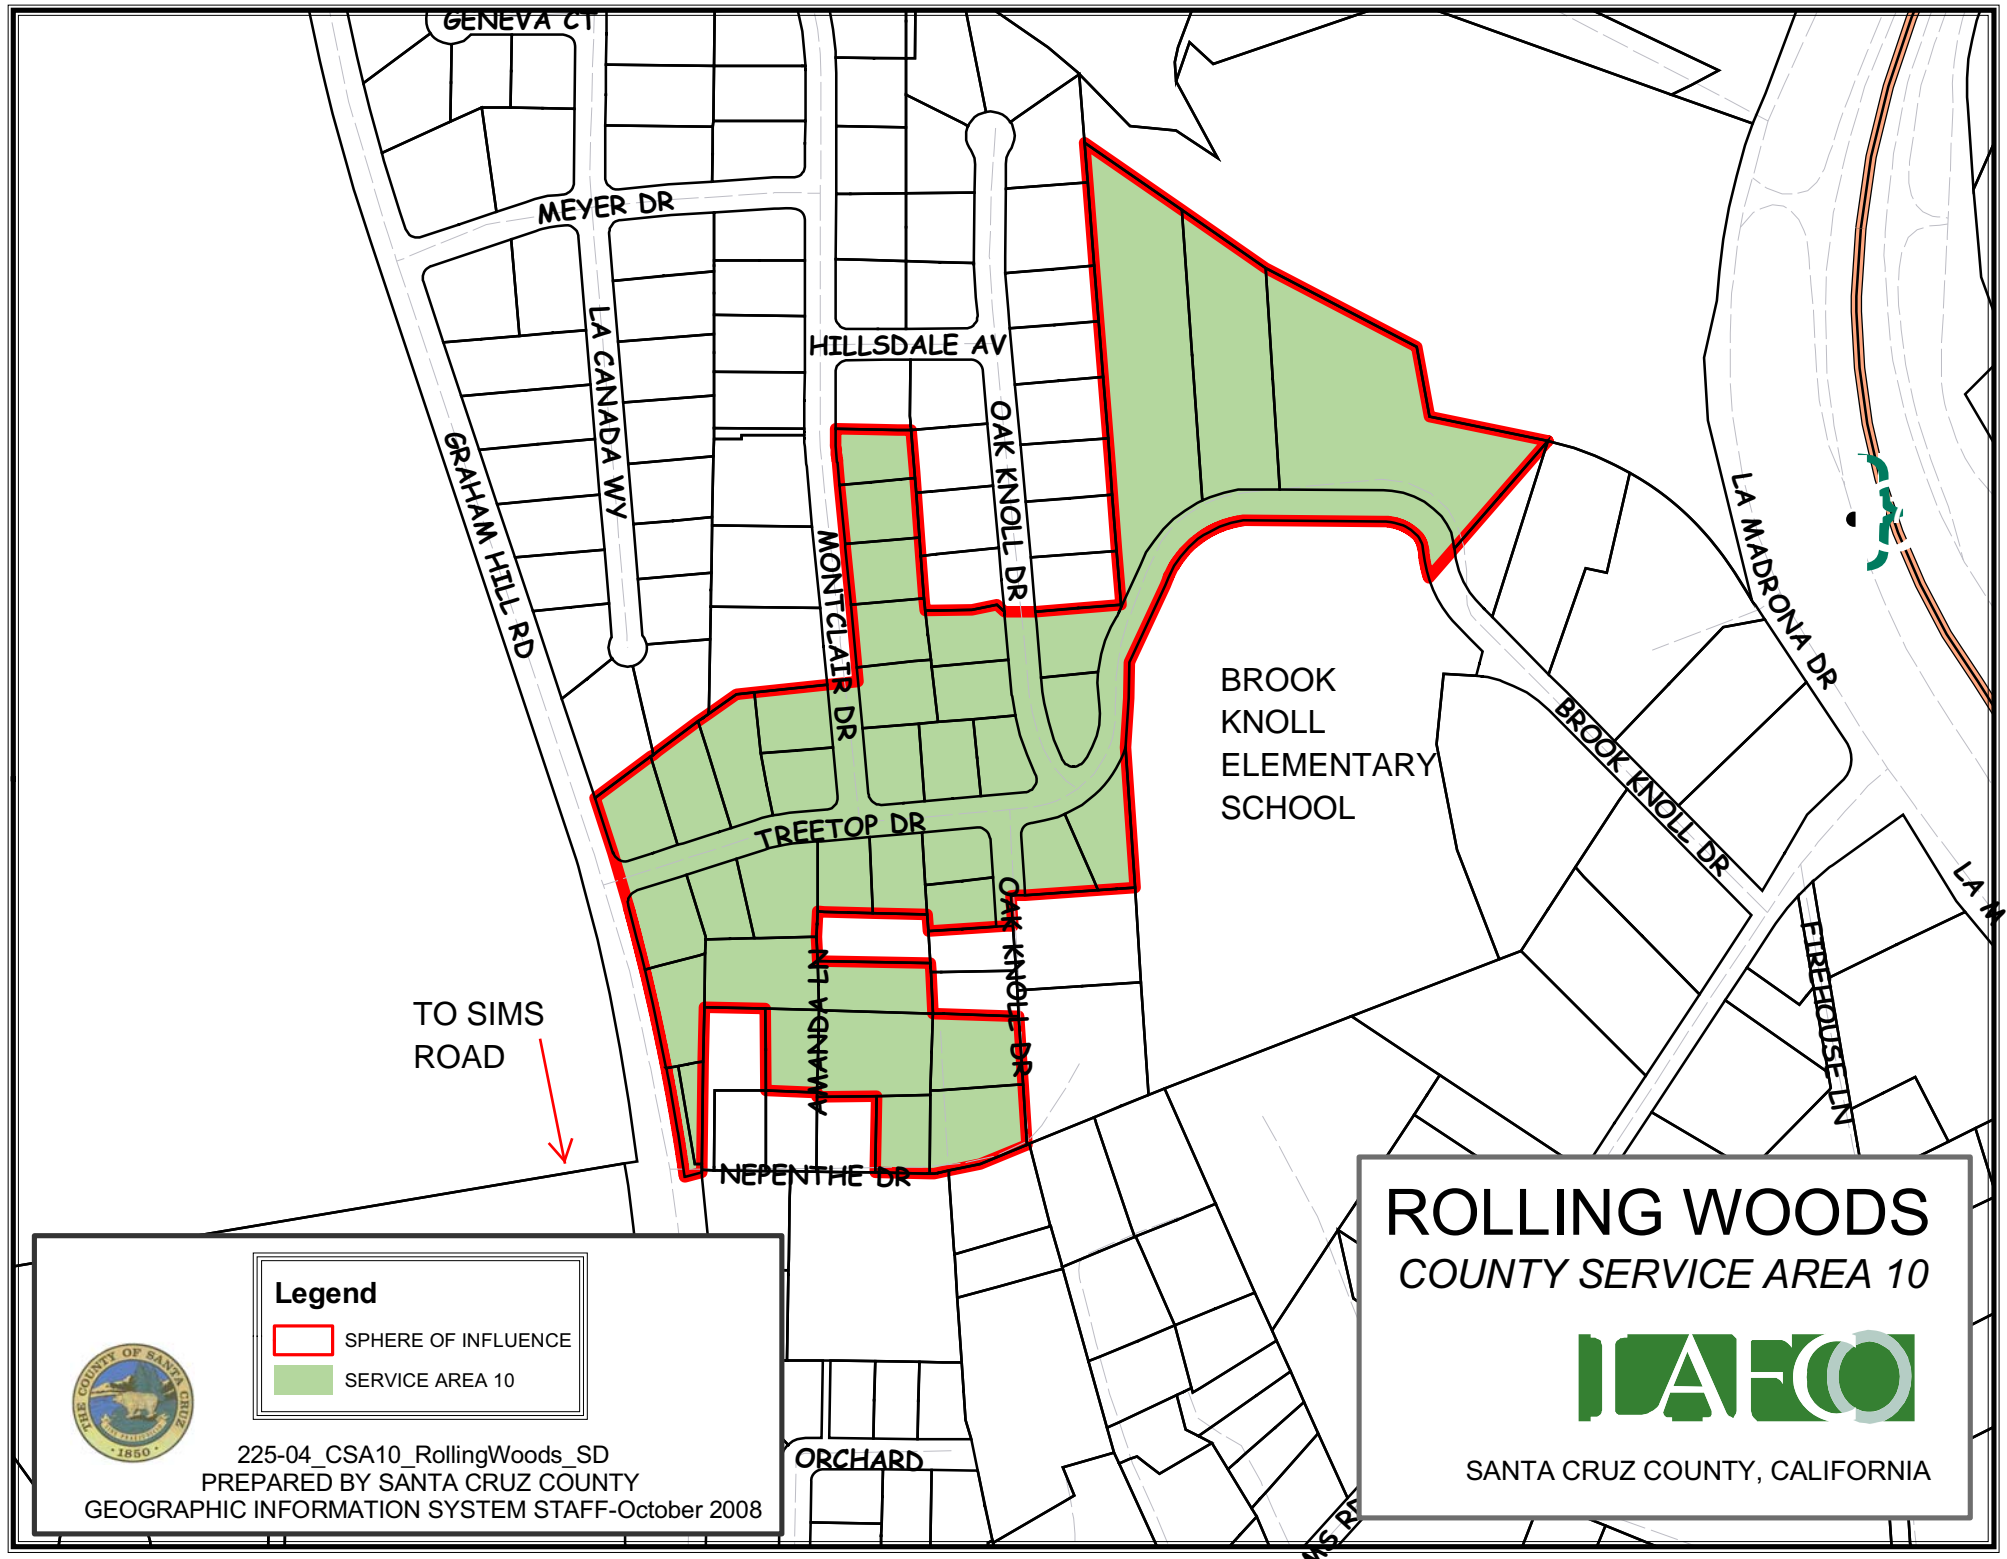 GENEVA CT
MEYER DR
LA CANADA WY
HILLSDALE AV
GRAHAM HILL RD
OAK KNOLL DR
MONTCLAIR DR
LA MADRONA DR
BROOK
KNOLL
ELEMENTARY
SCHOOL
BROOK KNOLL DR
TREETOP DR
OAK KNOLL DR
LA M
FIREHOUSE LN
AMANDA LN
TO SIMS
ROAD
NEPENTHE DR
ORCHARD
MS RD
ROLLING WOODS
COUNTY SERVICE AREA 10
LAFCO
SANTA CRUZ COUNTY, CALIFORNIA
Legend
SPHERE OF INFLUENCE
SERVICE AREA 10
THE COUNTY OF SANTA CRUZ
1850
225-04_CSA10_RollingWoods_SD
PREPARED BY SANTA CRUZ COUNTY
GEOGRAPHIC INFORMATION SYSTEM STAFF-October 2008